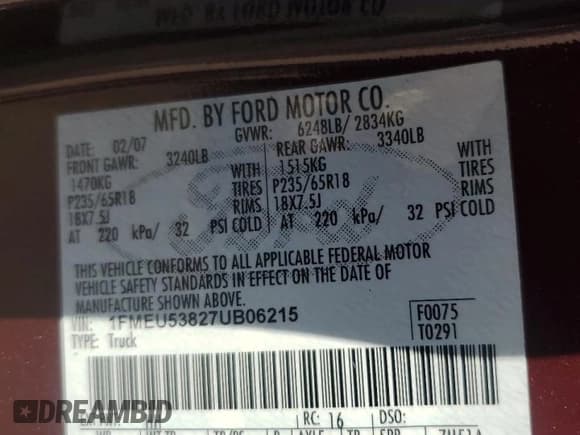 MFD. BY FORD MOTOR CO.
DATE: 02/07 GVWR: 6248LB/ 2834KG
FRONT GAWR: 3240LB REAR GAWR: 3340LB
1470KG WITH 1515KG WITH
P235/65R18 TIRES P235/65R18 TIRES
18X7.5J RIMS 18X7.5J RIMS
AT 220 kPa/ 32 PSI COLD AT 220 kPa/ 32 PSI COLD
Ford
THIS VEHICLE CONFORMS TO ALL APPLICABLE FEDERAL MOTOR
VEHICLE SAFETY STANDARDS IN EFFECT ON THE DATE OF
MANUFACTURE SHOWN ABOVE.
VIN: 1FMEU53827UB06215 F0075
TYPE: Truck T0291
RC: 16 DSO:
DREAMBID